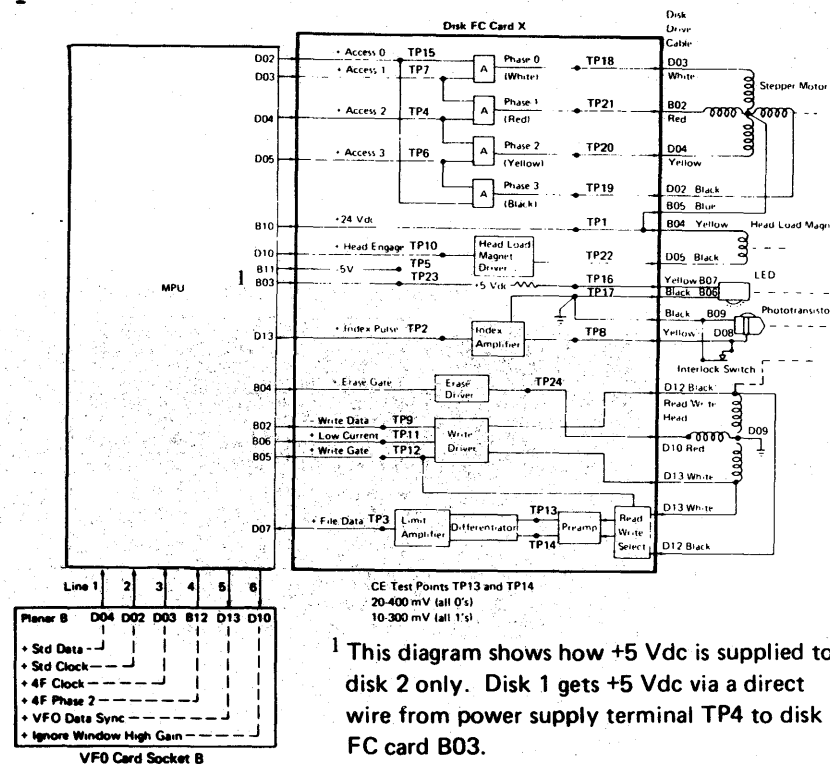 Disk FC Card X
Disk
Drive
Cable
D02 + Access 0 TP15 A Phase 0 TP18 D03
D03 + Access 1 TP7 (White) White
Stepper Motor
D04 + Access 2 TP4 A Phase 1 TP21 B02
(Red) Red
D05 + Access 3 TP6 A Phase 2 TP20 D04
(Yellow) Yellow
A Phase 3 TP19 D02 Black
(Black) B05 Blue
B10 +24 Vdc TP1 B04 Yellow Head Load Magn
D10 + Head Engage TP10 Head Load Magnet Driver TP22 D05 Black
B11 -5V TP5
1 B03 TP23 +5 Vdc TP16 Yellow B07 LED
TP17 Black B06
MPU
Black B09 Phototransisto
D13 + Index Pulse TP2 Index Amplifier TP8 Yellow D08
Interlock Switch
B04 + Erase Gate Erase Driver TP24 D12 Black
Read Write
Head
B02 - Write Data TP9 Write Driver
B06 + Low Current TP11
B05 + Write Gate TP12
D09
D10 Red
D13 White
D13 White
D07 + File Data TP3 Limit Amplifier Differentiator TP13 TP14 Preamp Read Write Select
D12 Black
Line 1 2 3 4 5 6
Planar B D04 D02 D03 B12 D13 D10
+ Std Data
+ Std Clock
+ 4F Clock
+ 4F Phase 2
+ VFO Data Sync
+ Ignore Window High Gain
VFO Card Socket B
CE Test Points TP13 and TP14
20-400 mV (all 0's)
10-300 mV (all 1's)
1 This diagram shows how +5 Vdc is supplied to
disk 2 only. Disk 1 gets +5 Vdc via a direct
wire from power supply terminal TP4 to disk
FC card B03.